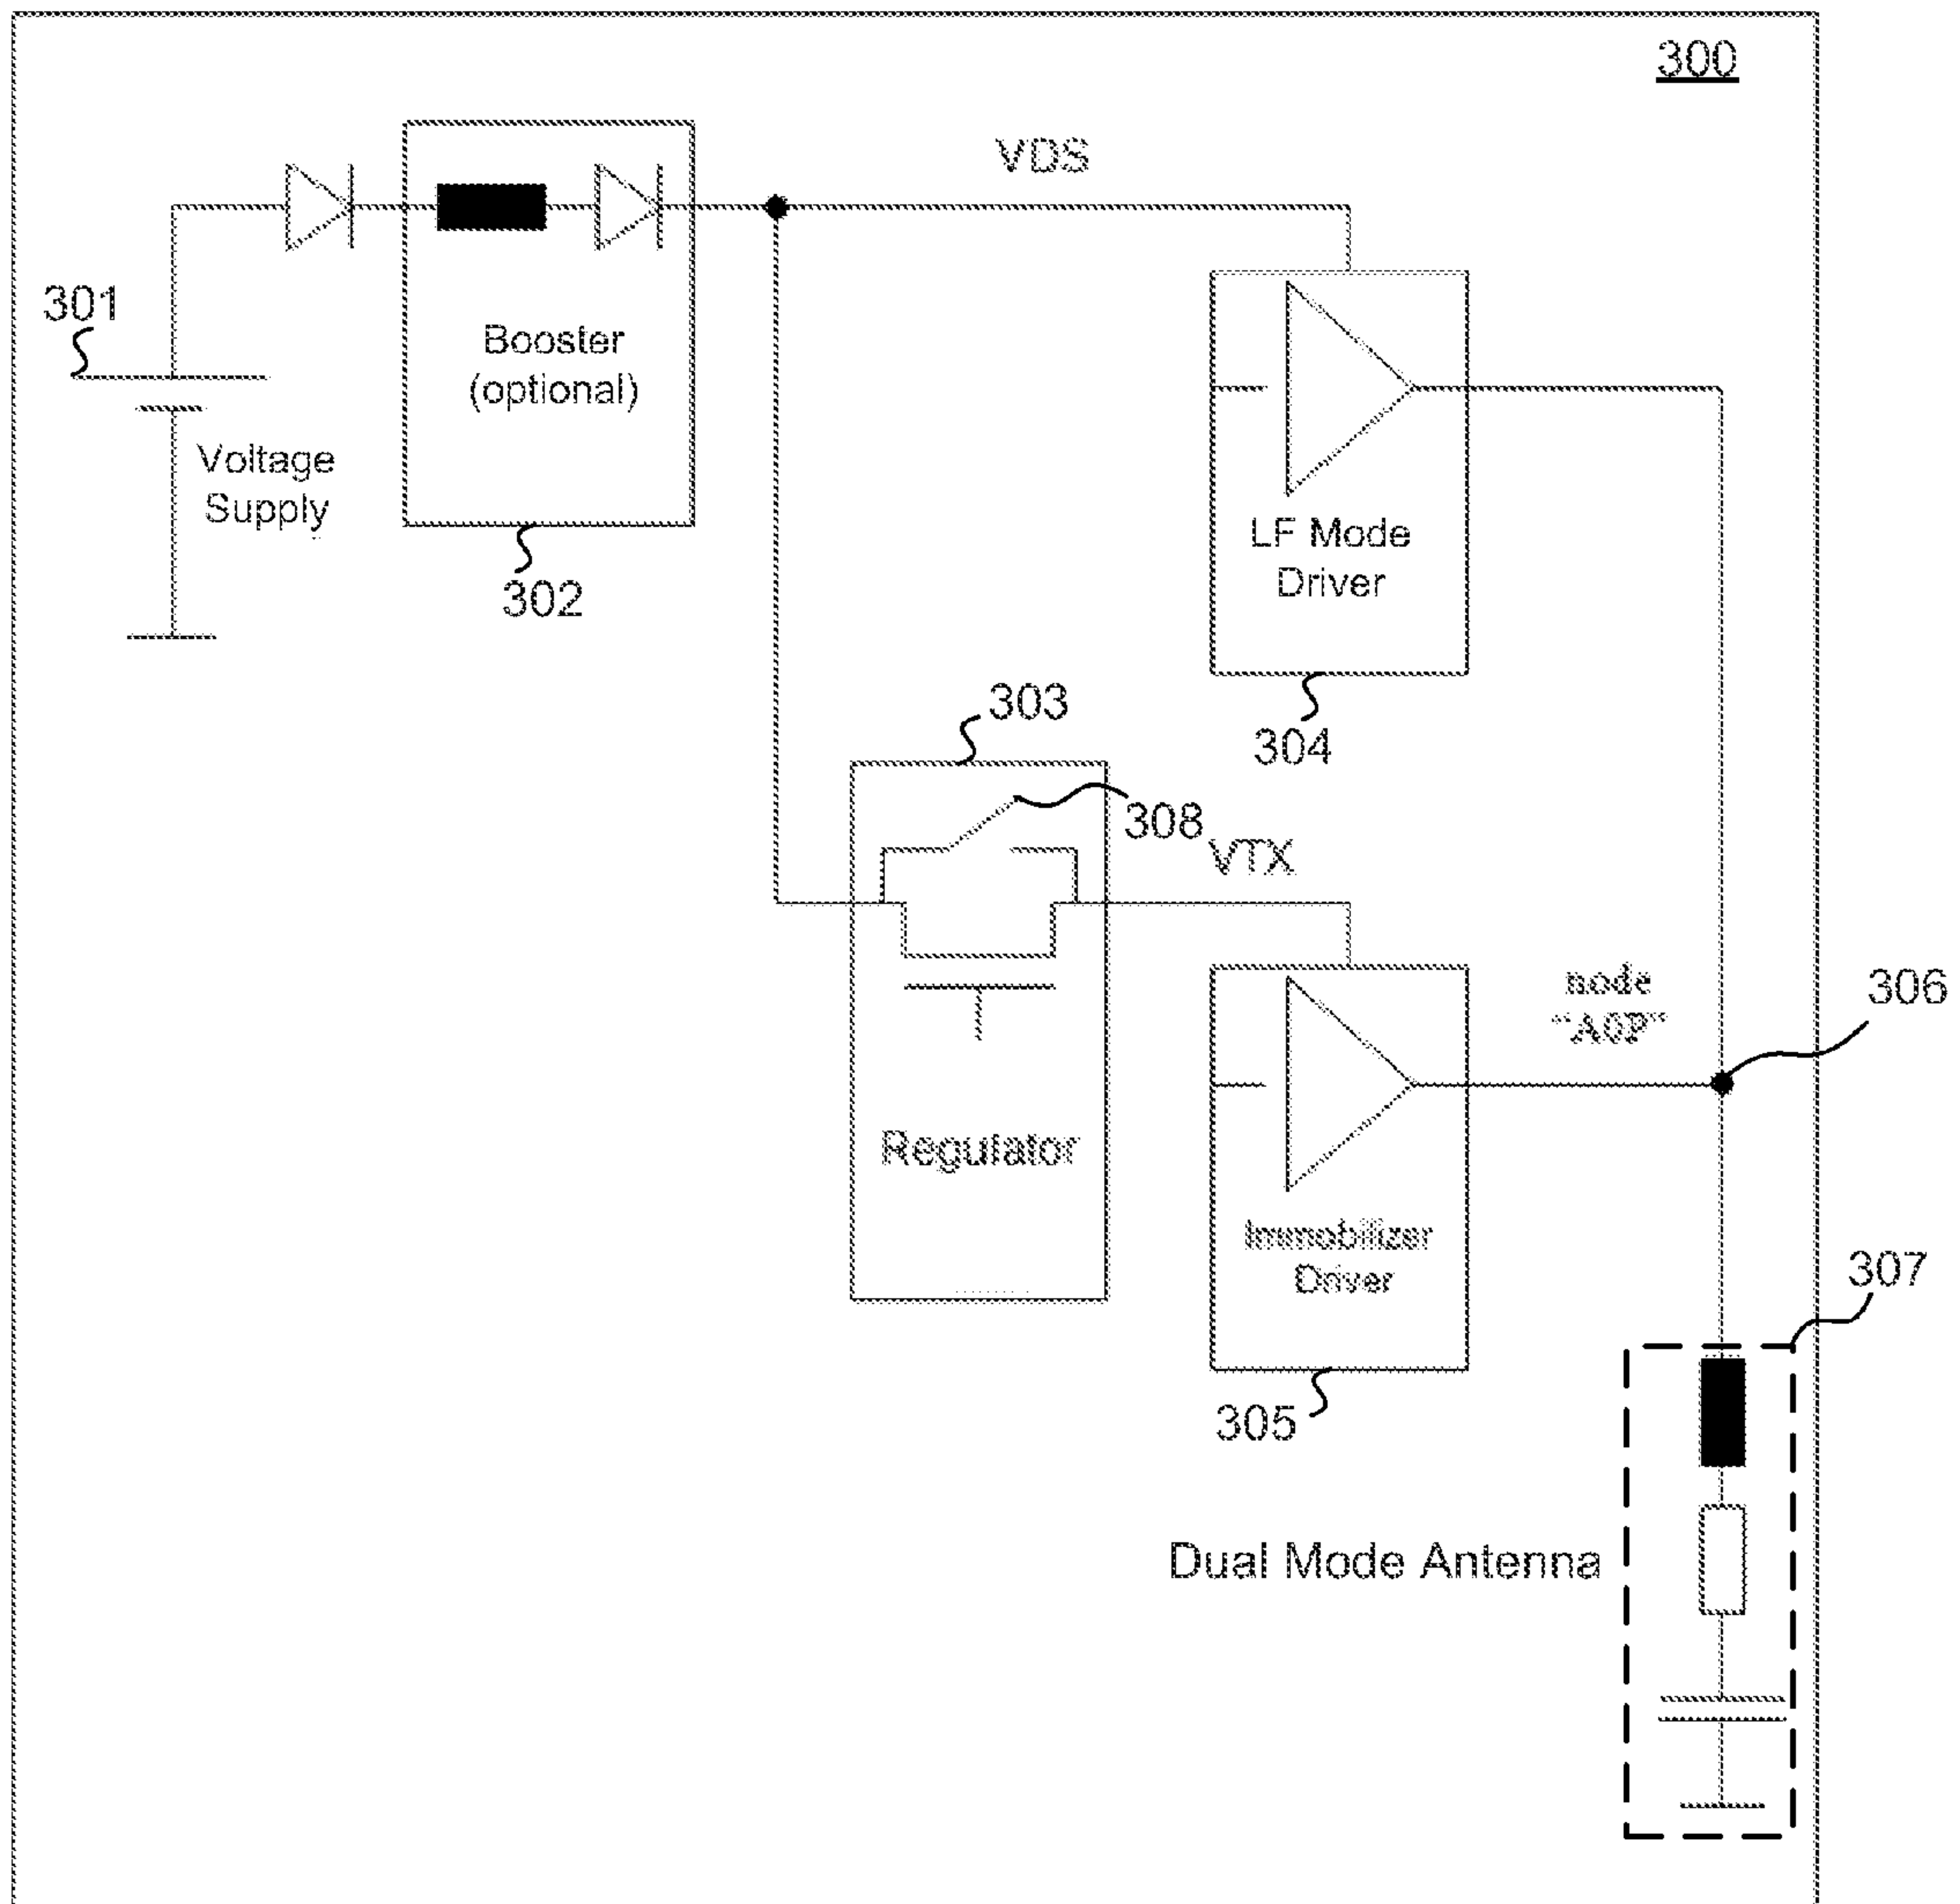 300
VDS
301
Booster
(optional)
Voltage
Supply
302
LF Mode
Driver
304
303
308
VTX
node
"A0P"
306
Regulator
Immobilizer
Driver
305
307
Dual Mode Antenna